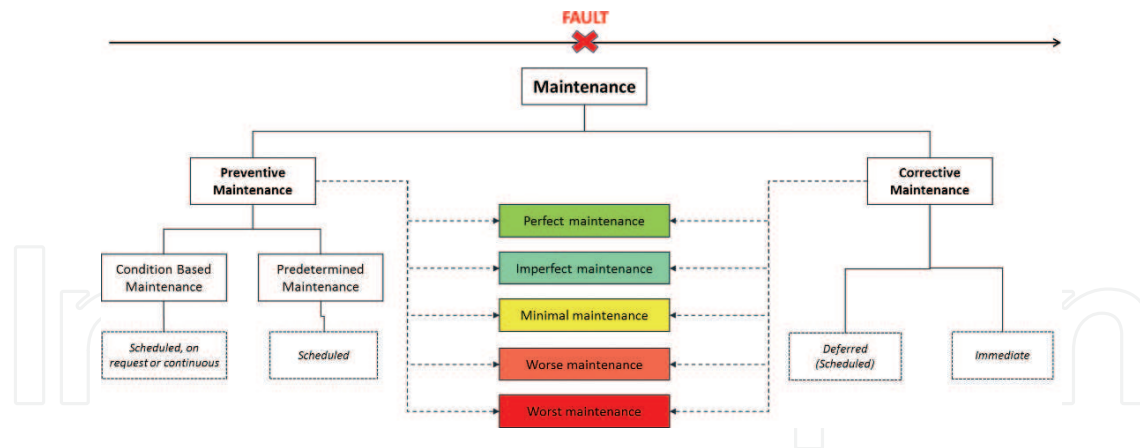 FAULT
Maintenance
Preventive
Maintenance
Corrective
Maintenance
Perfect maintenance
Imperfect maintenance
Minimal maintenance
Worse maintenance
Worst maintenance
Condition Based
Maintenance
Predetermined
Maintenance
Scheduled, on
request or continuous
Scheduled
Deferred
(Scheduled)
Immediate